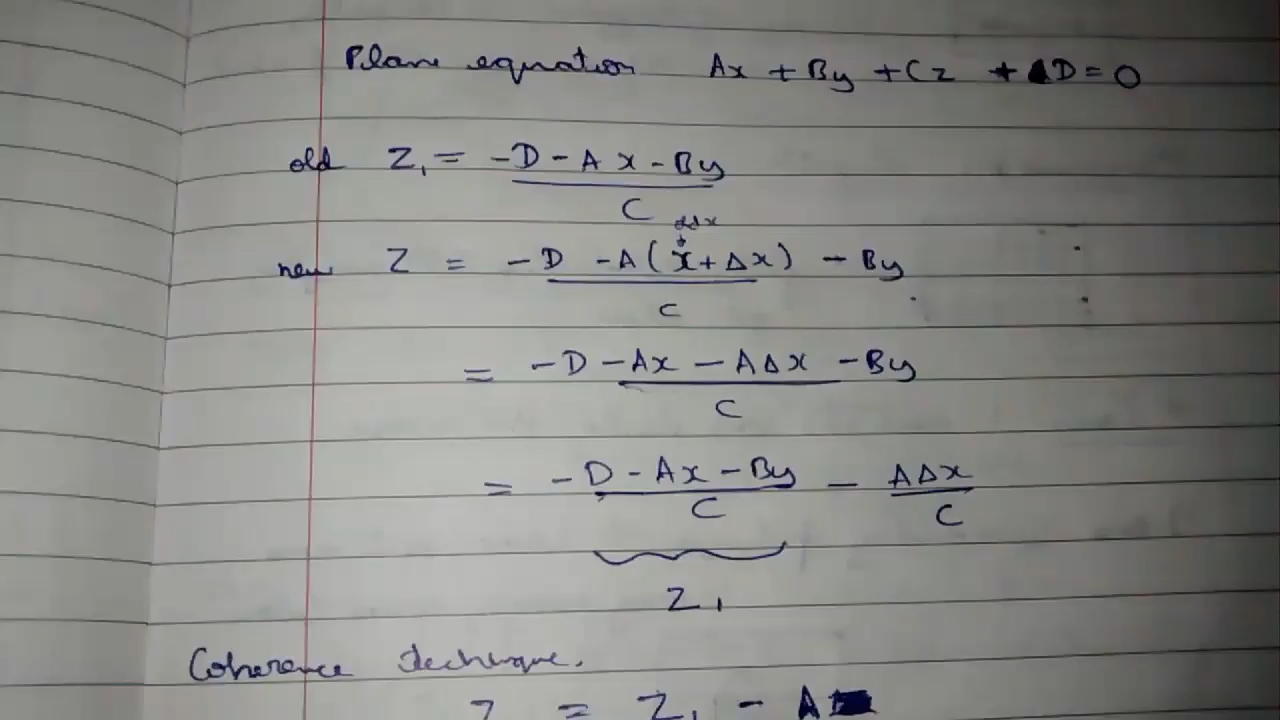 Plane equation Ax + By + Cz + D = 0
old Z₁ = -D - Ax - By
C
old x
new Z = -D - A(x + Δx) - By
C
= -D - Ax - AΔx - By
C
= -D - Ax - By - AΔx
C C
Z₁
Coherence Technique.
Z = Z₁ - A